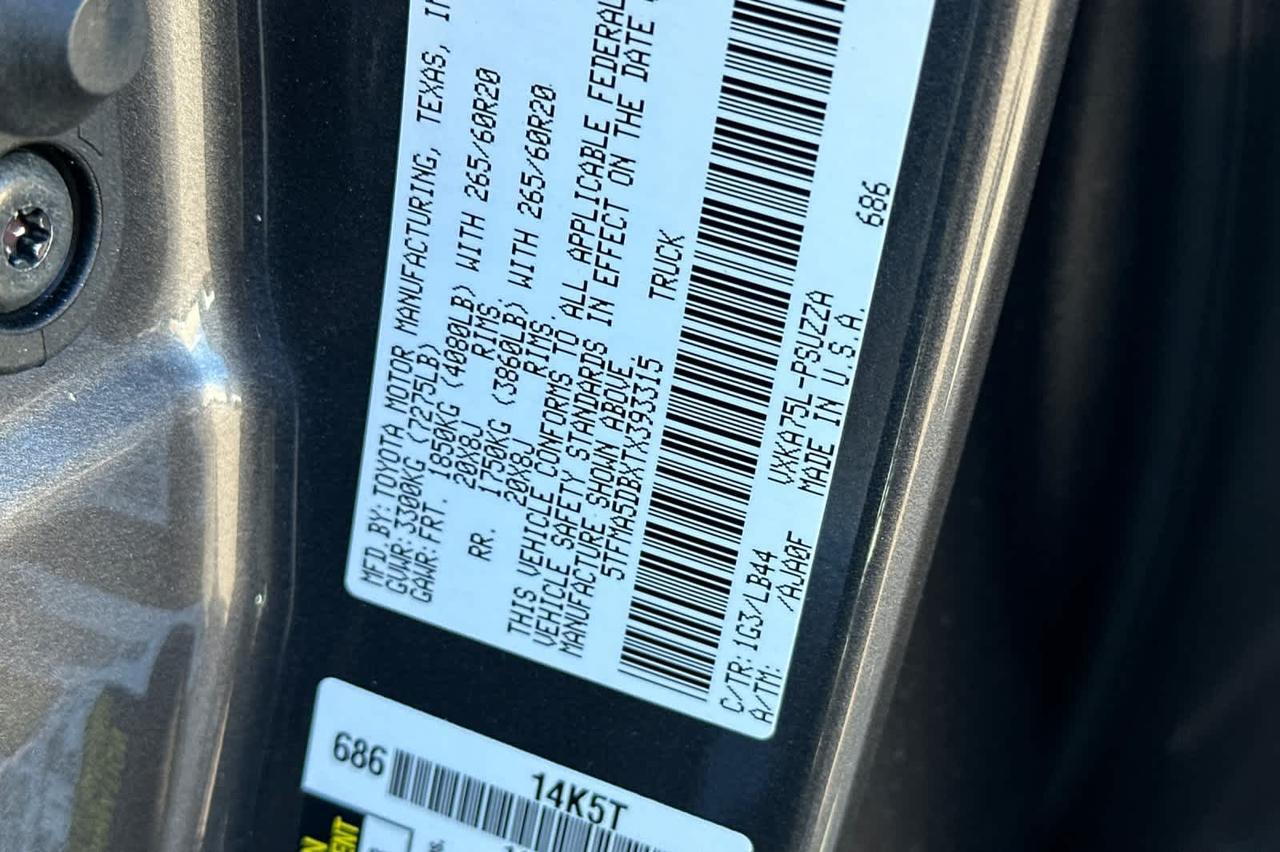 MFD.BY:TOYOTA MOTOR MANUFACTURING, TEXAS,
GVWR:3300KG (7275LB)
GAWR:FRT. 1850KG (4080LB) WITH 265/60R20
20X8J RIMS,
RR. 1750KG (3860LB) WITH 265/60R20
20X8J RIMS,
THIS VEHICLE CONFORMS TO ALL APPLICABLE FEDERAL
VEHICLE SAFETY STANDARDS IN EFFECT ON THE DATE
MANUFACTURE SHOWN ABOVE.
5TFMA5DBXTX393315 TRUCK
C/TR: 1G3/LB44 VXKA75L-PSUZZA 686
A/TM: /AJA0F MADE IN U.S.A.
686 14K5T